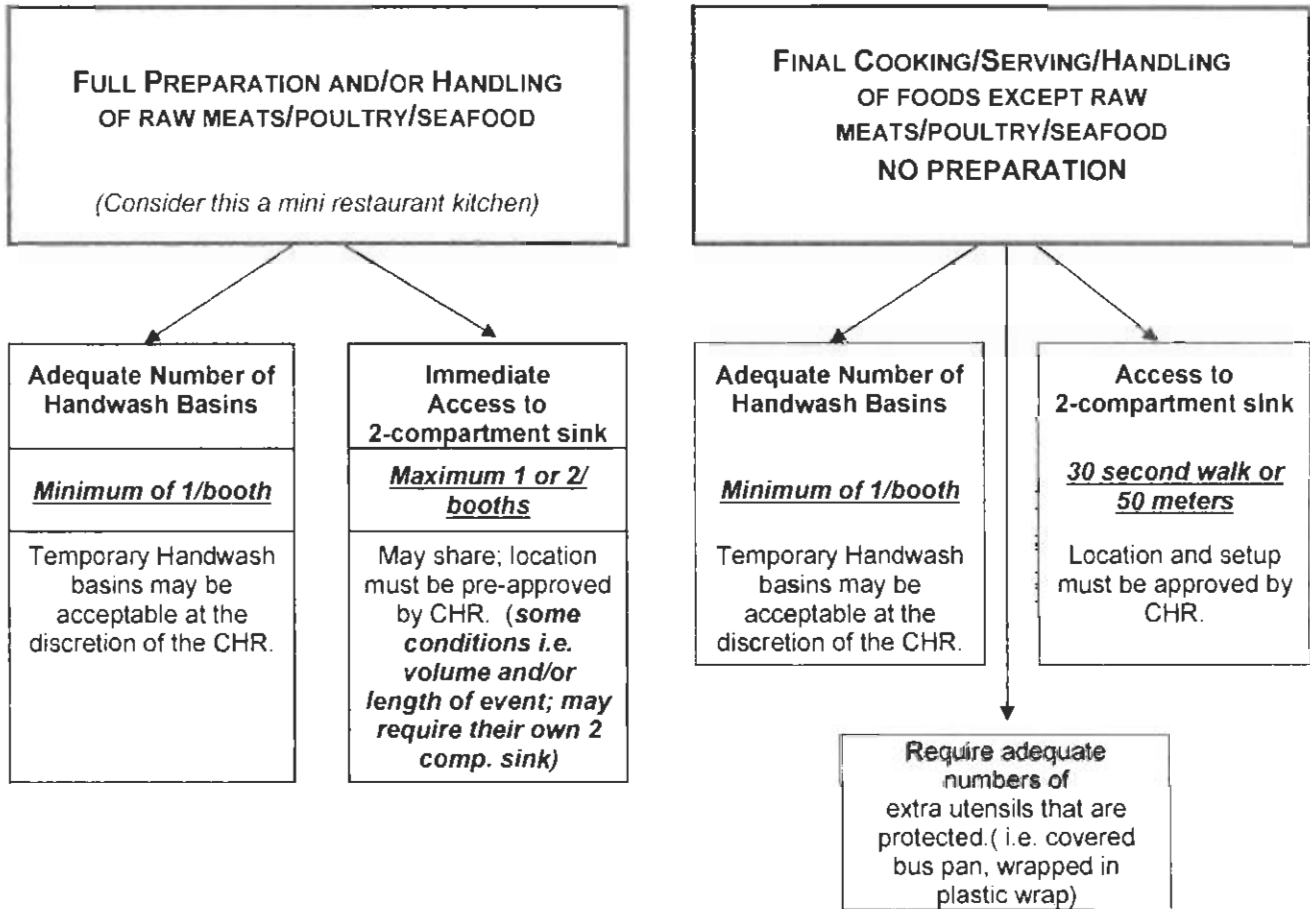 FULL PREPARATION AND/OR HANDLING
OF RAW MEATS/POULTRY/SEAFOOD
(Consider this a mini restaurant kitchen)
FINAL COOKING/SERVING/HANDLING
OF FOODS EXCEPT RAW
MEATS/POULTRY/SEAFOOD
NO PREPARATION
Adequate Number of
Handwash Basins
Minimum of 1/booth
Temporary Handwash
basins may be
acceptable at the
discretion of the CHR.
Immediate
Access to
2-compartment sink
Maximum 1 or 2/
booths
May share; location
must be pre-approved
by CHR. (some
conditions i.e.
volume and/or
length of event; may
require their own 2
comp. sink)
Adequate Number of
Handwash Basins
Minimum of 1/booth
Temporary Handwash
basins may be
acceptable at the
discretion of the CHR.
Access to
2-compartment sink
30 second walk or
50 meters
Location and setup
must be approved by
CHR.
Require adequate
numbers of
extra utensils that are
protected.( i.e. covered
bus pan, wrapped in
plastic wrap)